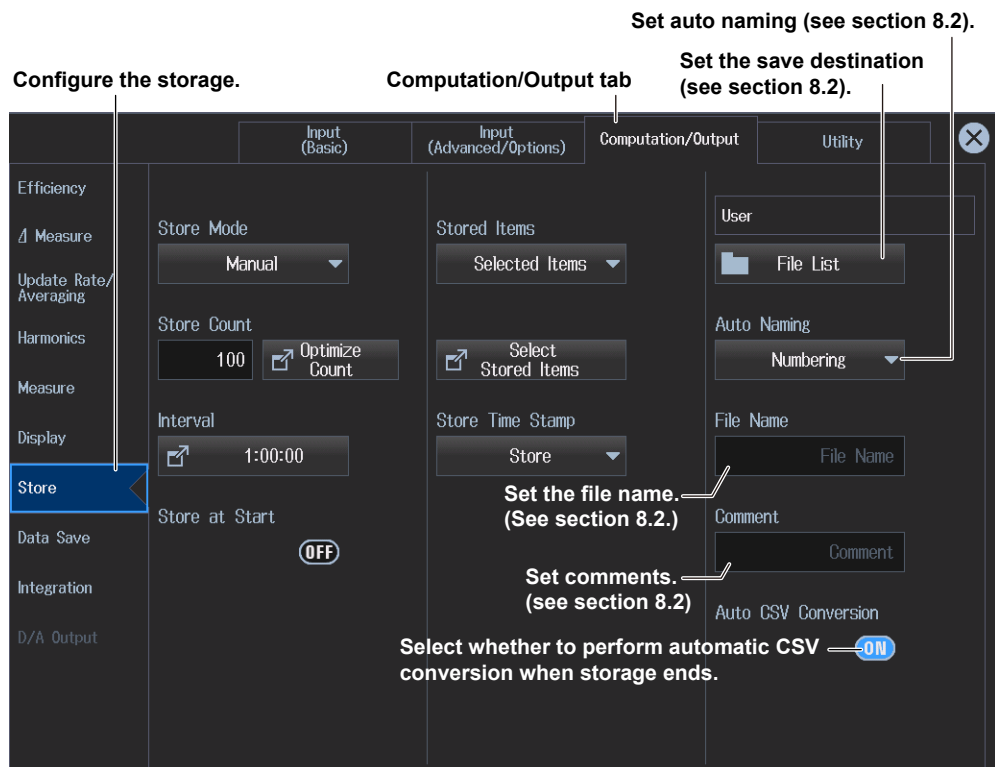 Set auto naming (see section 8.2).
Set the save destination
(see section 8.2).
Configure the storage.
Computation/Output tab
Input
(Basic)
Input
(Advanced/Options)
Computation/Output
Utility
Efficiency
⊿ Measure
Update Rate/
Averaging
Harmonics
Measure
Display
Store
Data Save
Integration
D/A Output
Store Mode
Manual
Store Count
100
Optimize
Count
Interval
1:00:00
Store at Start
OFF
Stored Items
Selected Items
Select
Stored Items
Store Time Stamp
Store
User
File List
Auto Naming
Numbering
File Name
File Name
Set the file name.
(See section 8.2.)
Comment
Comment
Set comments.
(see section 8.2)
Auto CSV Conversion
ON
Select whether to perform automatic CSV
conversion when storage ends.